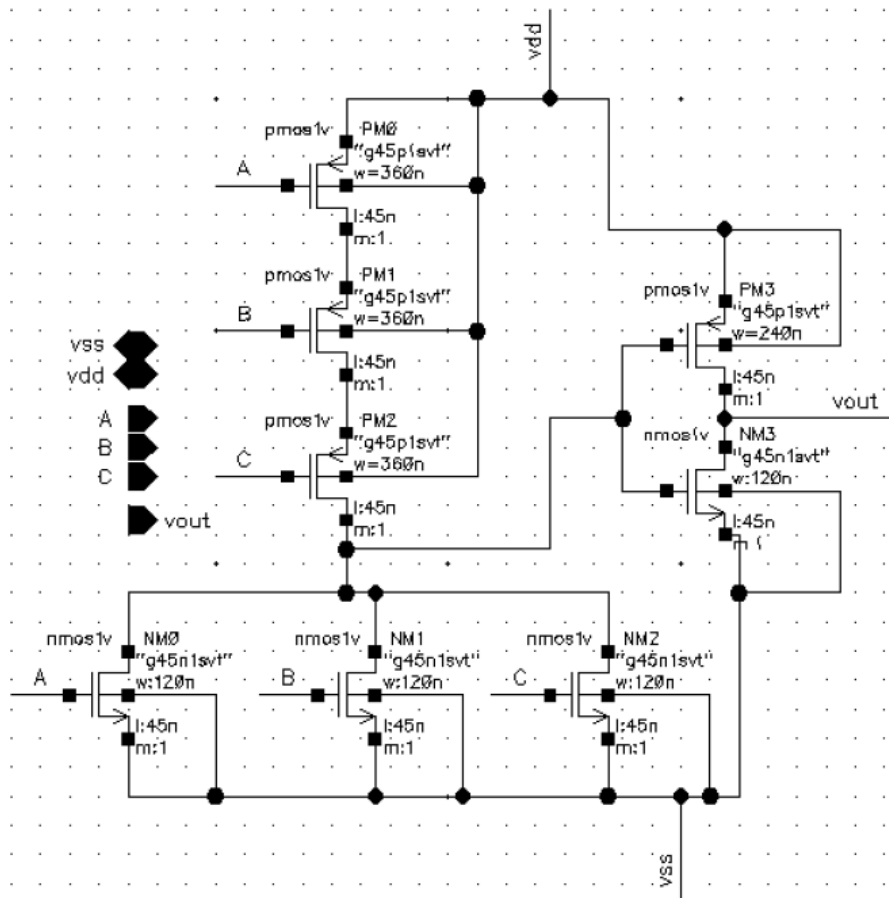 vdd
pmos1v PM0
"g45p1svt"
A
w=360n
l:45n
m:1
pmos1v PM1
"g45p1svt"
B
w=360n
l:45n
m:1
pmos1v PM2
"g45p1svt"
C
w=360n
l:45n
m:1
pmos1v PM3
"g45p1svt"
w=240n
l:45n
m:1
vout
nmos1v NM3
"g45n1svt"
w:120n
l:45n
vss
vdd
A
B
C
vout
nmos1v NM0
"g45n1svt"
A
w:120n
l:45n
m:1
nmos1v NM1
"g45n1svt"
B
w:120n
l:45n
m:1
nmos1v NM2
"g45n1svt"
C
w:120n
l:45n
m:1
vss